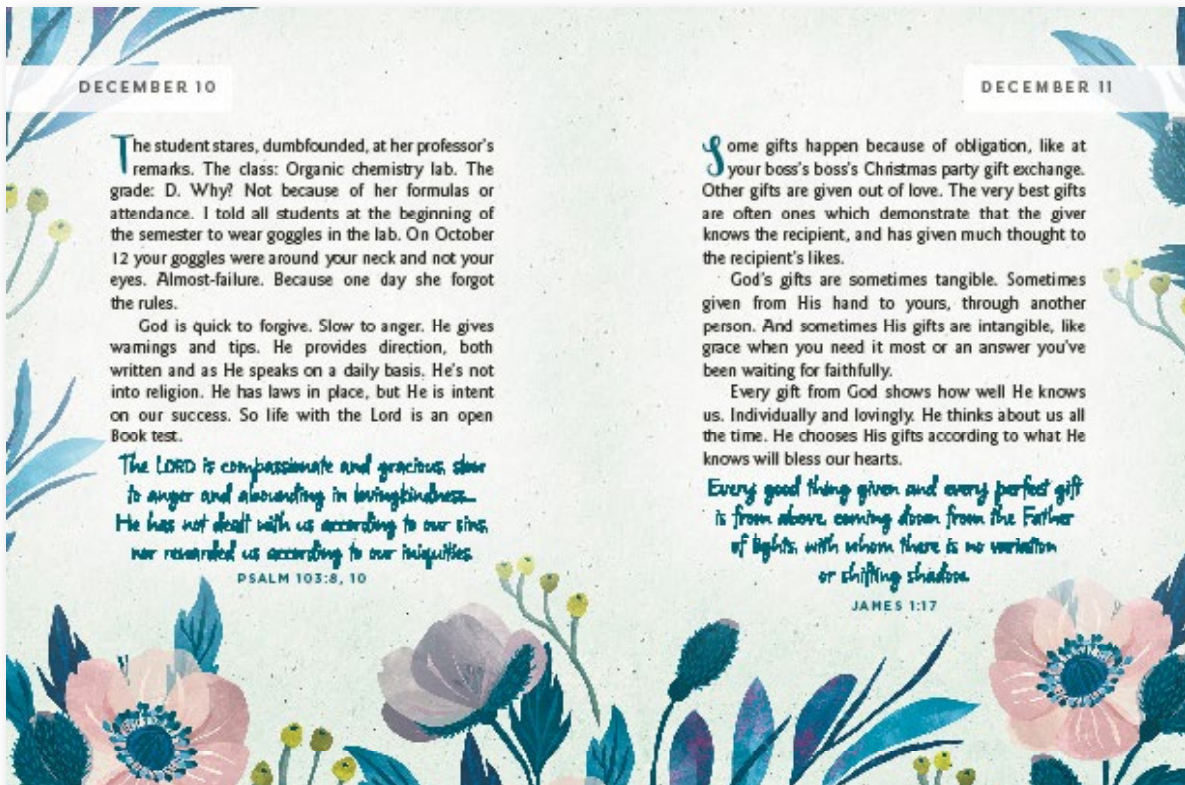 DECEMBER 10
The student stares, dumbfounded, at her professor's
remarks. The class: Organic chemistry lab. The
grade: D. Why? Not because of her formulas or
attendance. I told all students at the beginning of
the semester to wear goggles in the lab. On October
12 your goggles were around your neck and not your
eyes. Almost-failure. Because one day she forgot
the rules.
God is quick to forgive. Slow to anger. He gives
warnings and tips. He provides direction, both
written and as He speaks on a daily basis. He's not
into religion. He has laws in place, but He is intent
on our success. So life with the Lord is an open
Book test.
The LORD is compassionate and gracious, slow
to anger and abounding in lovingkindness...
He has not dealt with us according to our sins,
nor rewarded us according to our iniquities.
PSALM 103:8, 10
DECEMBER 11
Some gifts happen because of obligation, like at
your boss's boss's Christmas party gift exchange.
Other gifts are given out of love. The very best gifts
are often ones which demonstrate that the giver
knows the recipient, and has given much thought to
the recipient's likes.
God's gifts are sometimes tangible. Sometimes
given from His hand to yours, through another
person. And sometimes His gifts are intangible, like
grace when you need it most or an answer you've
been waiting for faithfully.
Every gift from God shows how well He knows
us. Individually and lovingly. He thinks about us all
the time. He chooses His gifts according to what He
knows will bless our hearts.
Every good thing given and every perfect gift
is from above, coming down from the Father
of lights, with whom there is no variation
or shifting shadow.
JAMES 1:17